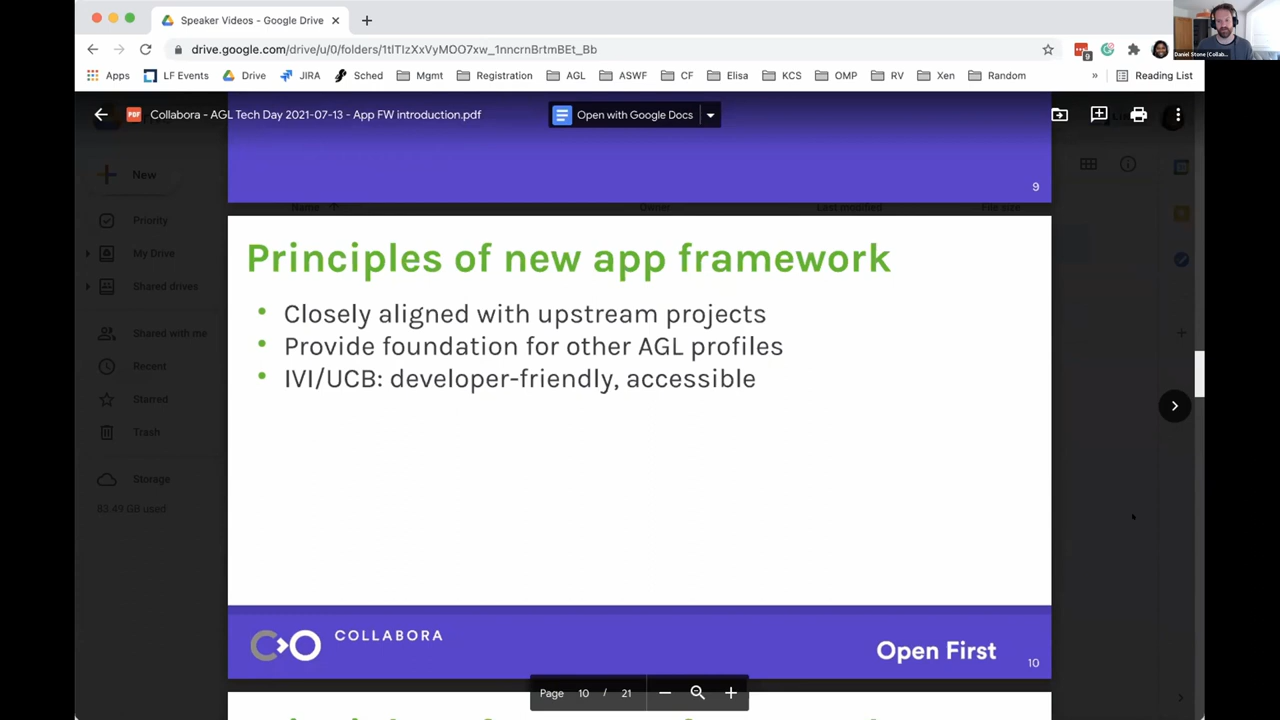 Speaker Videos - Google Drive
drive.google.com/drive/u/0/folders/1tlTIzXxVyMOO7xw_1nncrnBrtmBEt_Bb
Apps LF Events Drive JIRA Sched Mgmt Registration AGL ASWF CF Elisa KCS OMP RV Xen Random » Reading List
9
Daniel Stone (Collab...
Collabora - AGL Tech Day 2021-07-13 - App FW introduction.pdf
Open with Google Docs
New
Priority
My Drive
Shared drives
Shared with me
Recent
Starred
Trash
Storage
83.49 GB used
Name Owner Last modified File size
9
Principles of new app framework
• Closely aligned with upstream projects
• Provide foundation for other AGL profiles
• IVI/UCB: developer-friendly, accessible
COLLABORA
Open First
10
Page 10 / 21